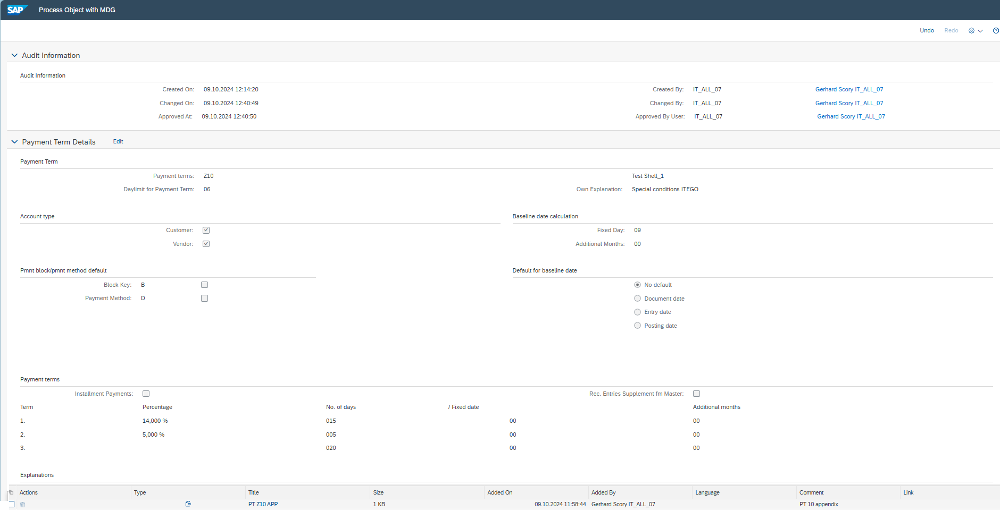 SAP Process Object with MDG
Undo Redo
Audit Information
Audit Information
Created On: 09.10.2024 12:14:20 Created By: IT_ALL_07 Gerhard Scory IT_ALL_07
Changed On: 09.10.2024 12:40:49 Changed By: IT_ALL_07 Gerhard Scory IT_ALL_07
Approved At: 09.10.2024 12:40:50 Approved By User: IT_ALL_07 Gerhard Scory IT_ALL_07
Payment Term Details Edit
Payment Term
Payment terms: Z10 Test Shell_1
Daylimit for Payment Term: 06 Own Explanation: Special conditions ITEGO
Account type Baseline date calculation
Customer: Fixed Day: 09
Vendor: Additional Months: 00
Pmnt block/pmnt method default Default for baseline date
Block Key: B No default
Payment Method: D Document date
Entry date
Posting date
Payment terms
Installment Payments: Rec. Entries Supplement fm Master:
Term Percentage No. of days / Fixed date Additional months
1. 14,000 % 015 00 00
2. 5,000 % 005 00 00
3. 020 00 00
Explanations
Actions Type Title Size Added On Added By Language Comment Link
PT Z10 APP 1 KB 09.10.2024 11:58:44 Gerhard Scory IT_ALL_07 PT 10 appendix